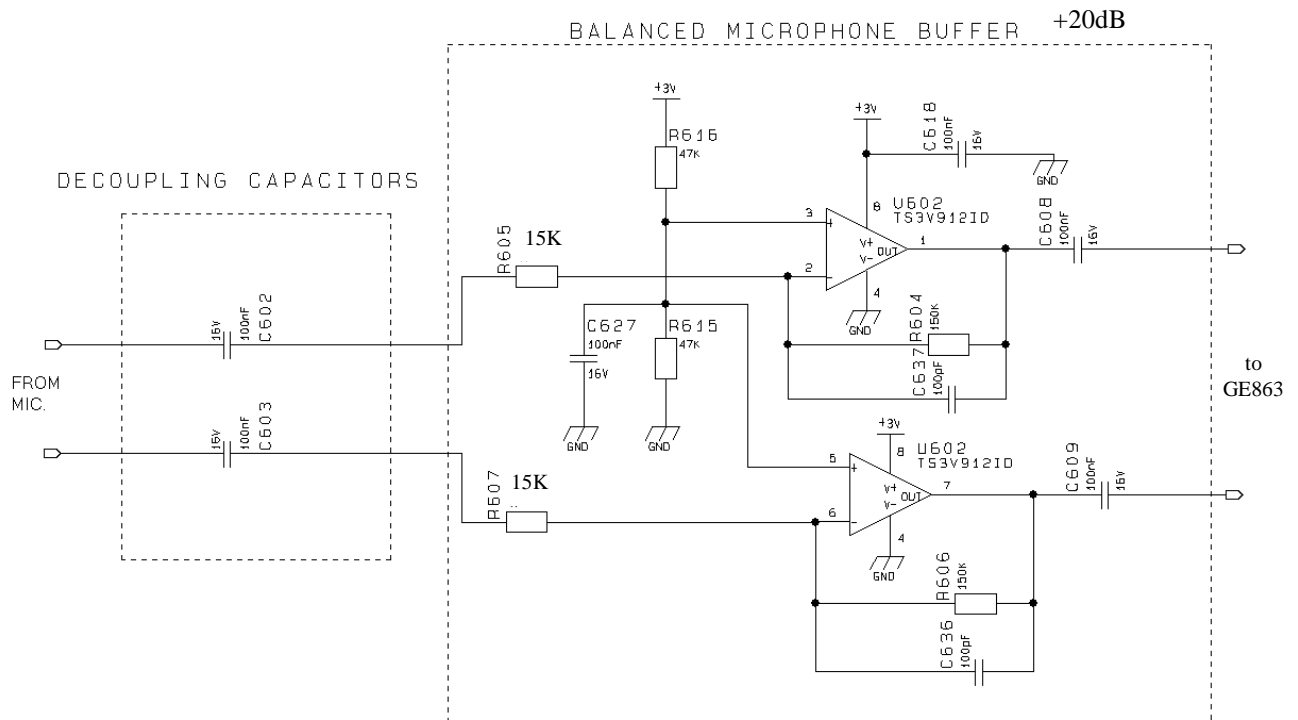 BALANCED MICROPHONE BUFFER +20dB
+3V
R616
47K
+3V
C618
100nF
16V
GND
DECOUPLING CAPACITORS
U602
TS3V912ID
8
3
+
V+
V-
OUT
1
2
-
4
GND
C608
100nF
16V
R605
15K
16V
100nF
C602
C627
100nF
16V
GND
R615
47K
GND
R604
150K
C637
100pF
FROM
MIC.
to
GE863
16V
100nF
C603
R607
15K
+3V
8
U602
TS3V912ID
5
+
V+
V-
OUT
7
6
-
4
GND
C609
100nF
16V
R606
150K
C636
100pF